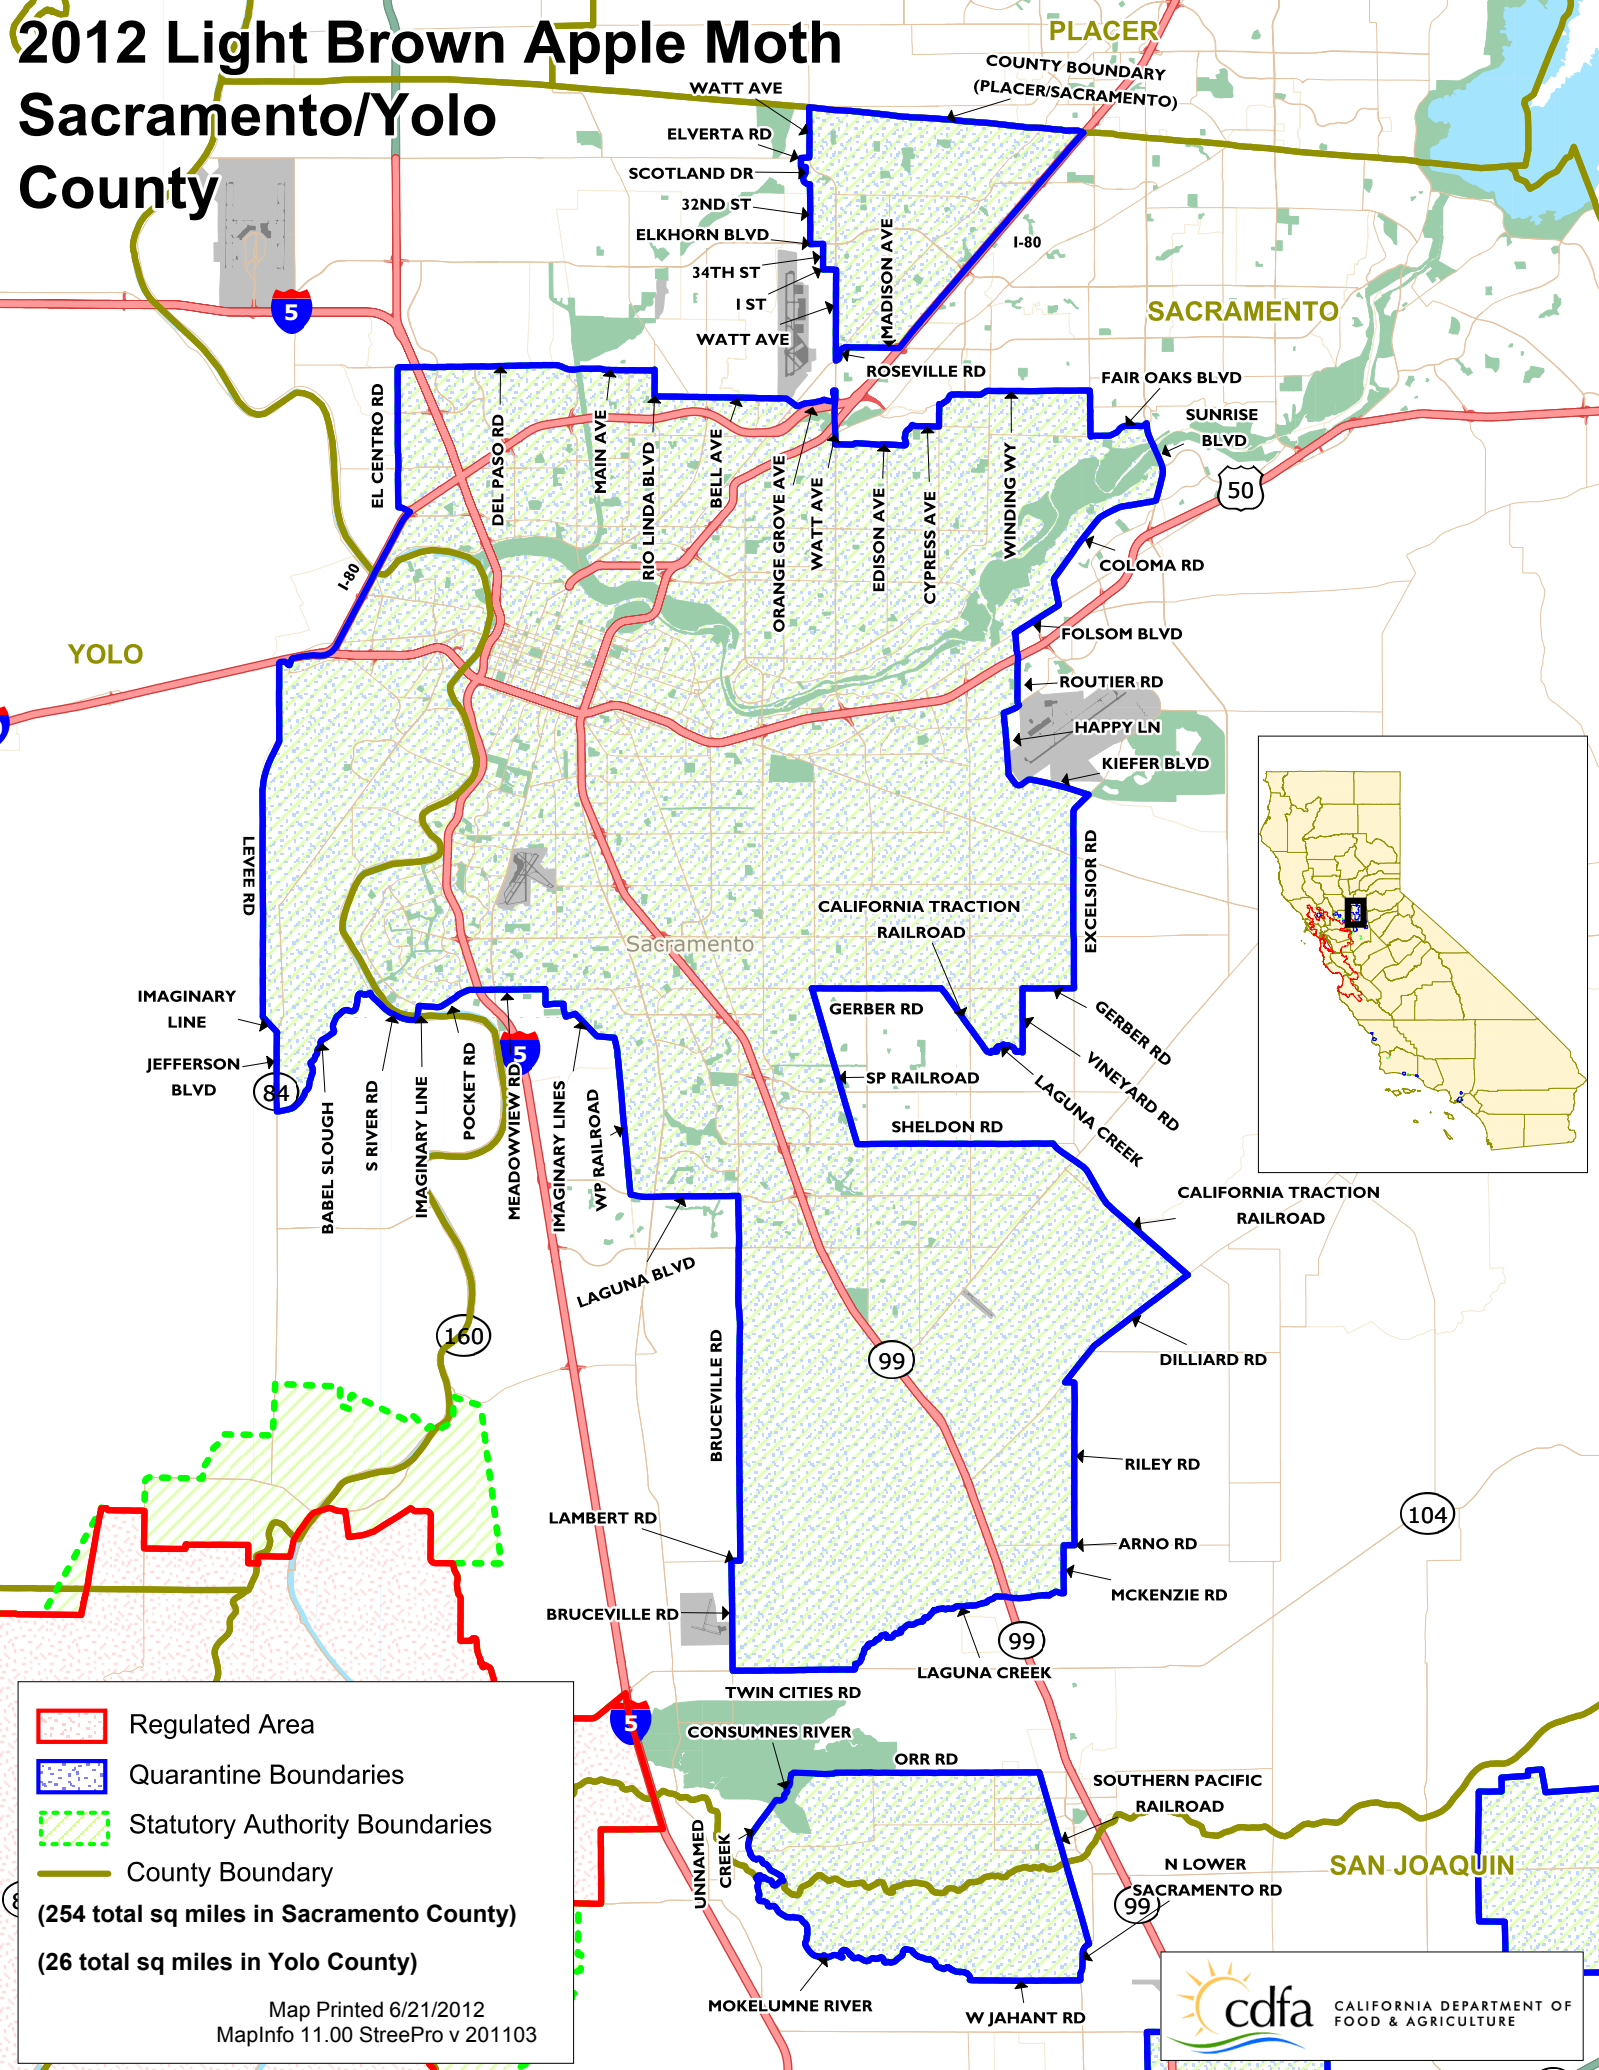 2012 Light Brown Apple Moth
Sacramento/Yolo
County
PLACER
COUNTY BOUNDARY
(PLACER/SACRAMENTO)
WATT AVE
ELVERTA RD
SCOTLAND DR
32ND ST
ELKHORN BLVD
34TH ST
I ST
WATT AVE
MADISON AVE
I-80
5
SACRAMENTO
ROSEVILLE RD
FAIR OAKS BLVD
SUNRISE
BLVD
EL CENTRO RD
DEL PASO RD
MAIN AVE
RIO LINDA BLVD
BELL AVE
ORANGE GROVE AVE
WATT AVE
EDISON AVE
CYPRESS AVE
WINDING WY
50
COLOMA RD
I-80
FOLSOM BLVD
YOLO
ROUTIER RD
HAPPY LN
KIEFER BLVD
LEVEE RD
EXCELSIOR RD
CALIFORNIA TRACTION
RAILROAD
Sacramento
IMAGINARY
LINE
JEFFERSON
BLVD
84
GERBER RD
GERBER RD
VINEYARD RD
LAGUNA CREEK
SP RAILROAD
SHELDON RD
5
BABEL SLOUGH
S RIVER RD
IMAGINARY LINE
POCKET RD
MEADOWVIEW RD
IMAGINARY LINES
WP RAILROAD
CALIFORNIA TRACTION
RAILROAD
LAGUNA BLVD
160
BRUCEVILLE RD
99
DILLIARD RD
RILEY RD
104
LAMBERT RD
ARNO RD
MCKENZIE RD
BRUCEVILLE RD
99
LAGUNA CREEK
TWIN CITIES RD
5
CONSUMNES RIVER
ORR RD
SOUTHERN PACIFIC
RAILROAD
UNNAMED
CREEK
N LOWER
SACRAMENTO RD
99
SAN JOAQUIN
MOKELUMNE RIVER
W JAHANT RD
Regulated Area
Quarantine Boundaries
Statutory Authority Boundaries
County Boundary
(254 total sq miles in Sacramento County)
(26 total sq miles in Yolo County)
Map Printed 6/21/2012
MapInfo 11.00 StreePro v 201103
cdfa
CALIFORNIA DEPARTMENT OF
FOOD & AGRICULTURE